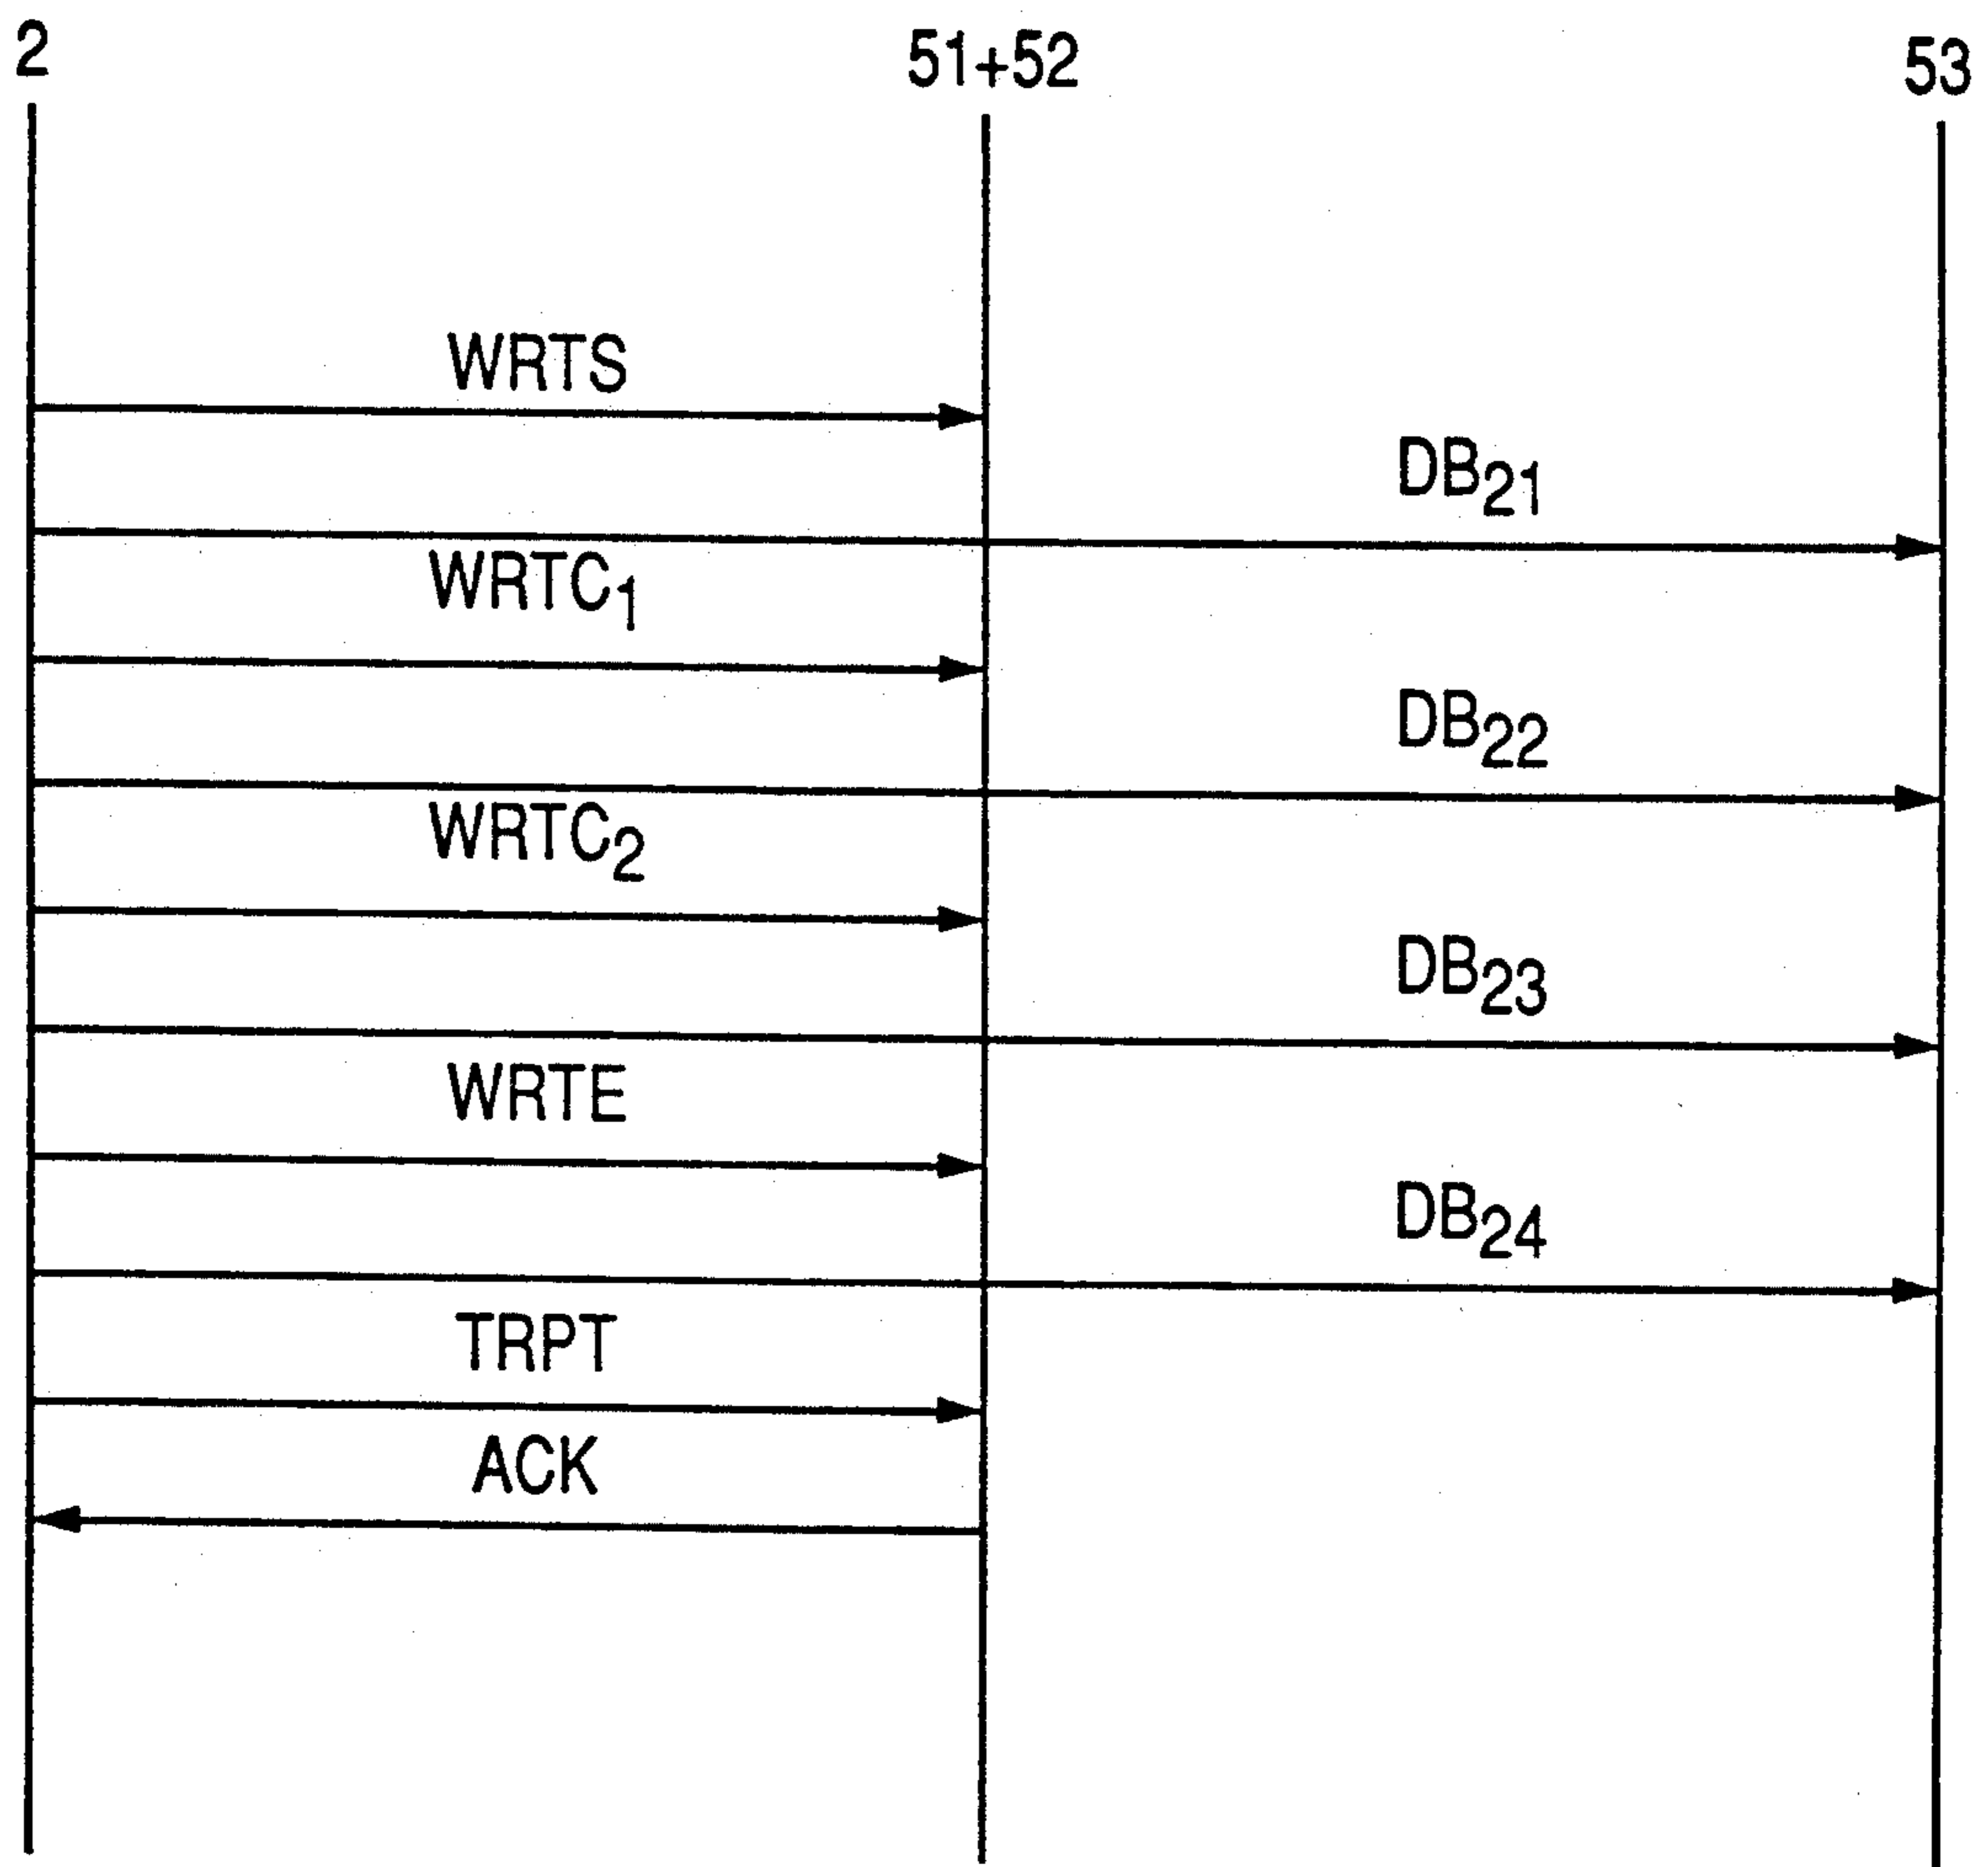 2
51+52
53
WRTS
DB21
WRTC1
DB22
WRTC2
DB23
WRTE
DB24
TRPT
ACK